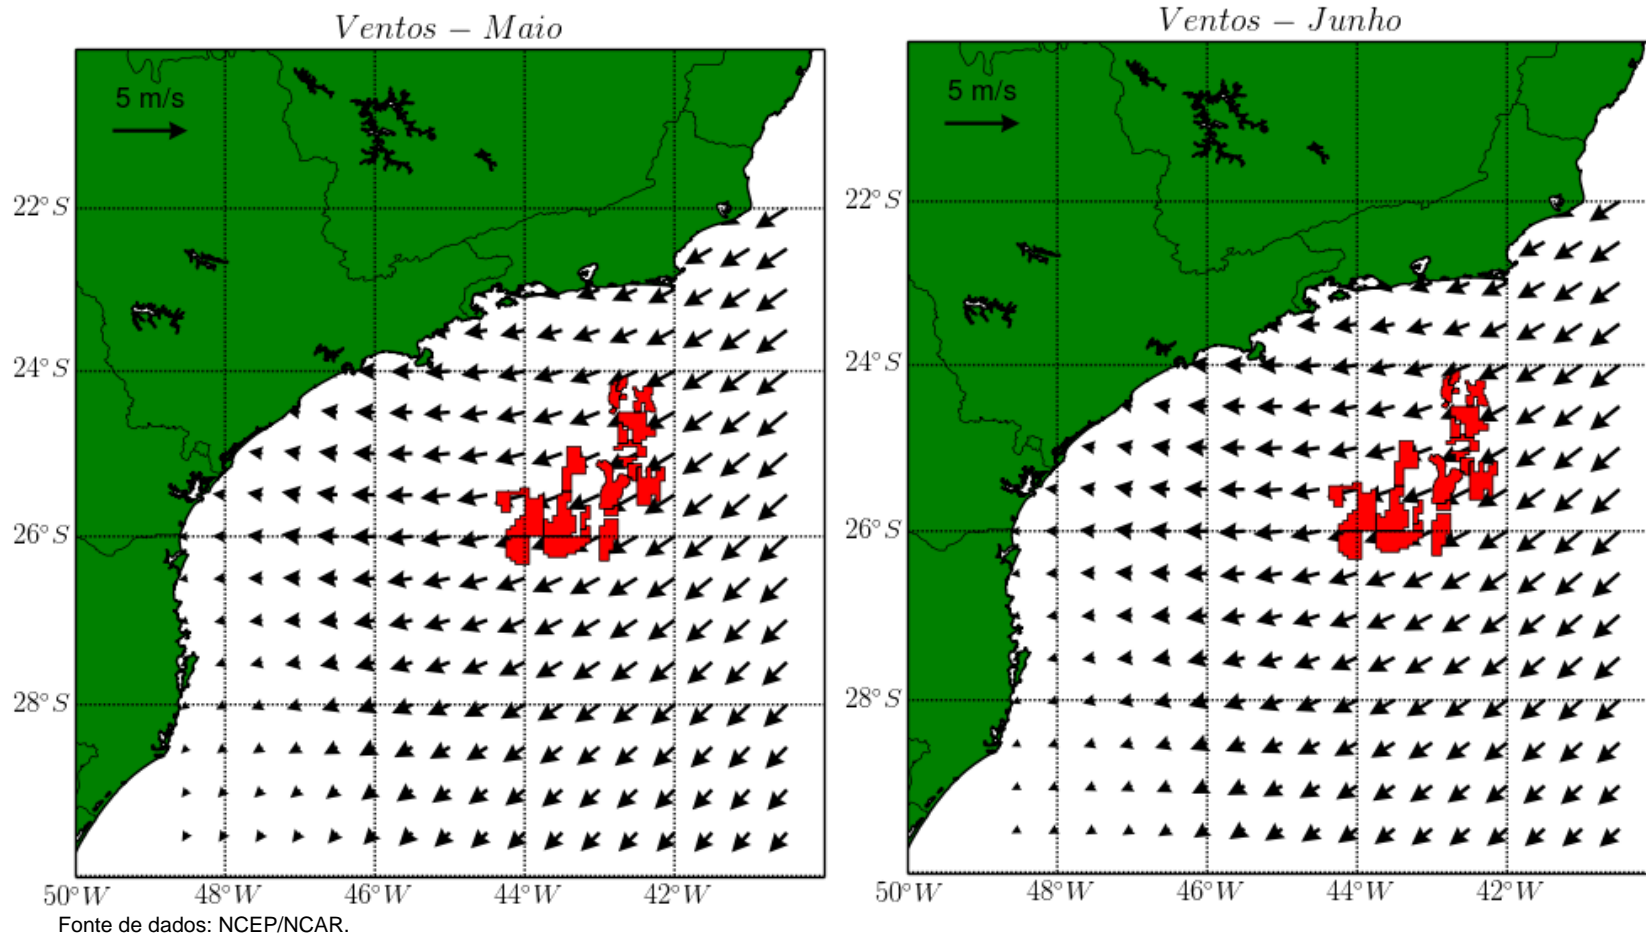 Ventos – Maio
5 m/s
22°S
24°S
26°S
28°S
50°W 48°W 46°W 44°W 42°W
Fonte de dados: NCEP/NCAR.
Ventos – Junho
5 m/s
22°S
24°S
26°S
28°S
50°W 48°W 46°W 44°W 42°W